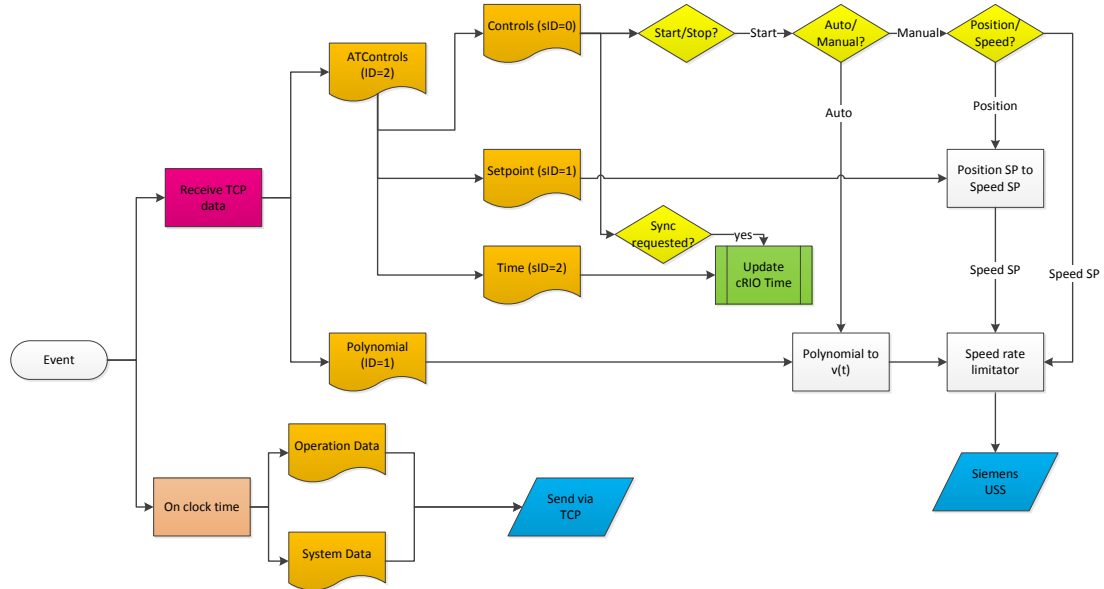 Controls (sID=0)
Start/Stop?
Start
Auto/
Manual?
Manual
Position/
Speed?
ATControls
(ID=2)
Auto
Position
Receive TCP
data
Setpoint (sID=1)
Position SP to
Speed SP
Sync
requested?
yes
Time (sID=2)
Update
cRIO Time
Speed SP
Speed SP
Event
Polynomial
(ID=1)
Polynomial to
v(t)
Speed rate
limitator
Operation Data
On clock time
Send via
TCP
Siemens
USS
System Data